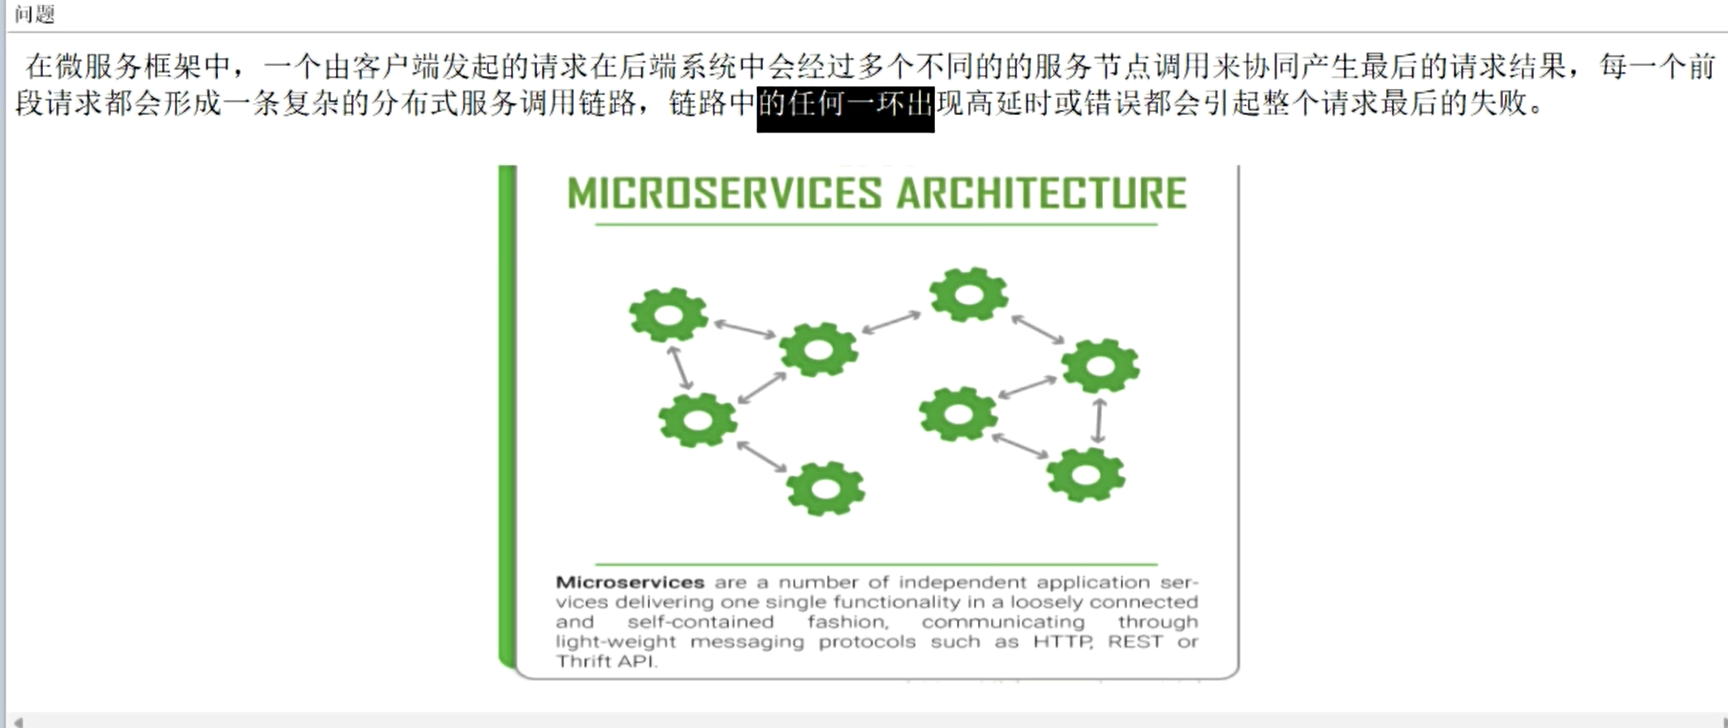 问题
在微服务框架中，一个由客户端发起的请求在后端系统中会经过多个不同的的服务节点调用来协同产生最后的请求结果，每一个前
段请求都会形成一条复杂的分布式服务调用链路，链路中的任何一环出现高延时或错误都会引起整个请求最后的失败。
MICROSERVICES ARCHITECTURE
Microservices are a number of independent application ser-
vices delivering one single functionality in a loosely connected
and self-contained fashion, communicating through
light-weight messaging protocols such as HTTP, REST or
Thrift API.